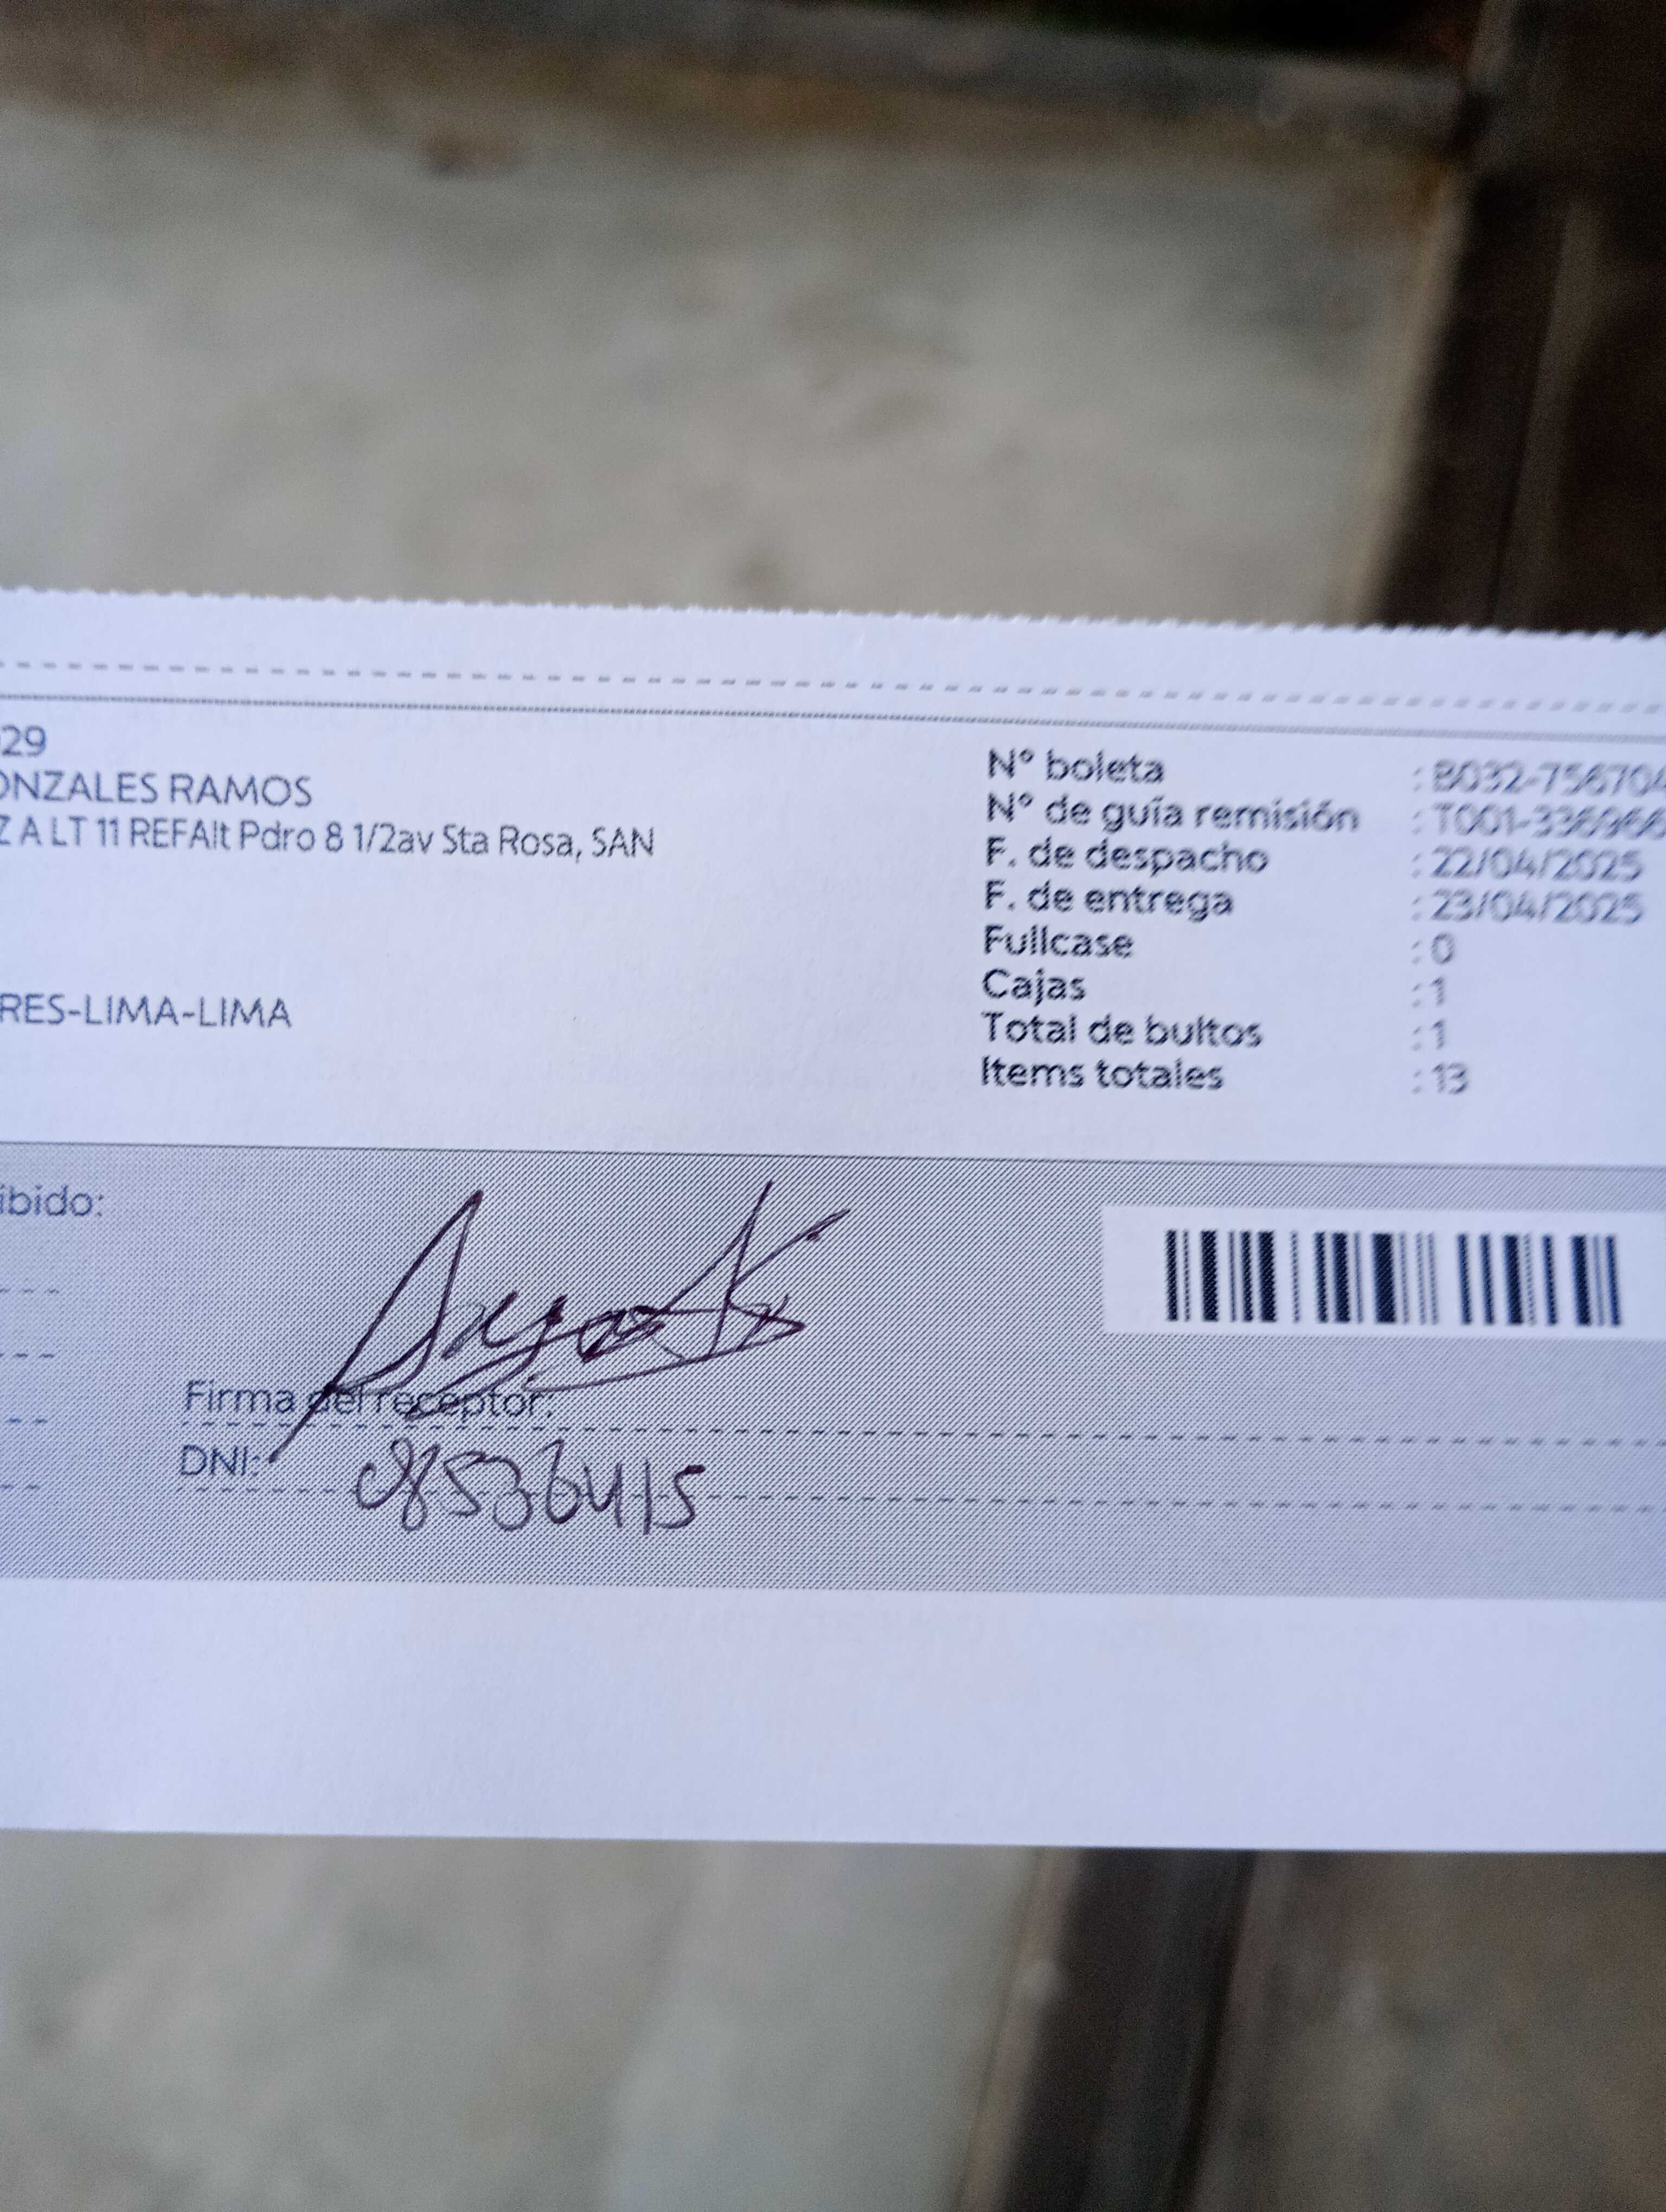 29
ONZALES RAMOS
Z A LT 11 REFAlt Pdro 8 1/2av Sta Rosa, SAN
RES-LIMA-LIMA
N° boleta : B032-756704
N° de guía remisión : T001-336966
F. de despacho : 22/04/2025
F. de entrega : 23/04/2025
Fullcase : 0
Cajas : 1
Total de bultos : 1
Items totales : 13
ibido:
Firma del receptor:
DNI: 08536415